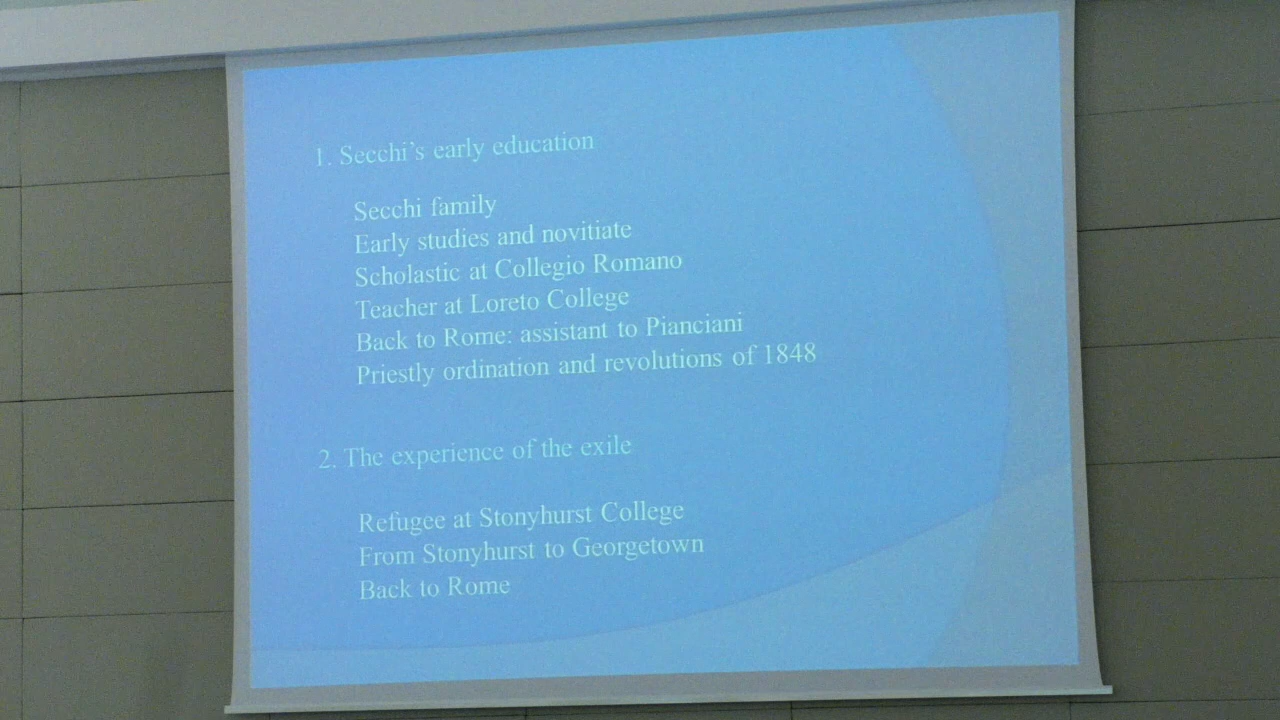 1. Secchi's early education
Secchi family
Early studies and novitiate
Scholastic at Collegio Romano
Teacher at Loreto College
Back to Rome: assistant to Pianciani
Priestly ordination and revolutions of 1848
2. The experience of the exile
Refugee at Stonyhurst College
From Stonyhurst to Georgetown
Back to Rome